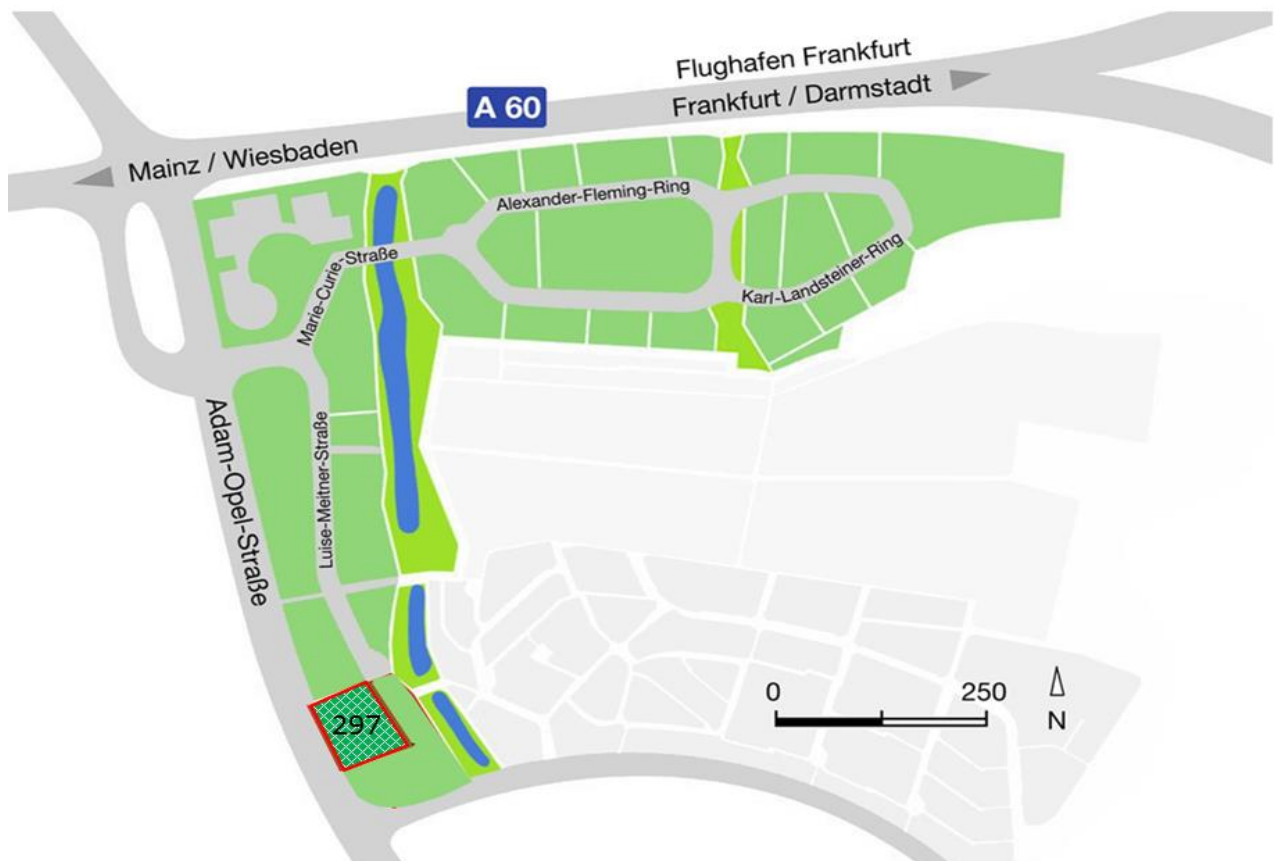 Flughafen Frankfurt
Frankfurt / Darmstadt
A 60
Mainz / Wiesbaden
Alexander-Fleming-Ring
Marie-Curie-Straße
Karl-Landsteiner-Ring
Adam-Opel-Straße
Luise-Meitner-Straße
297
0 250
N